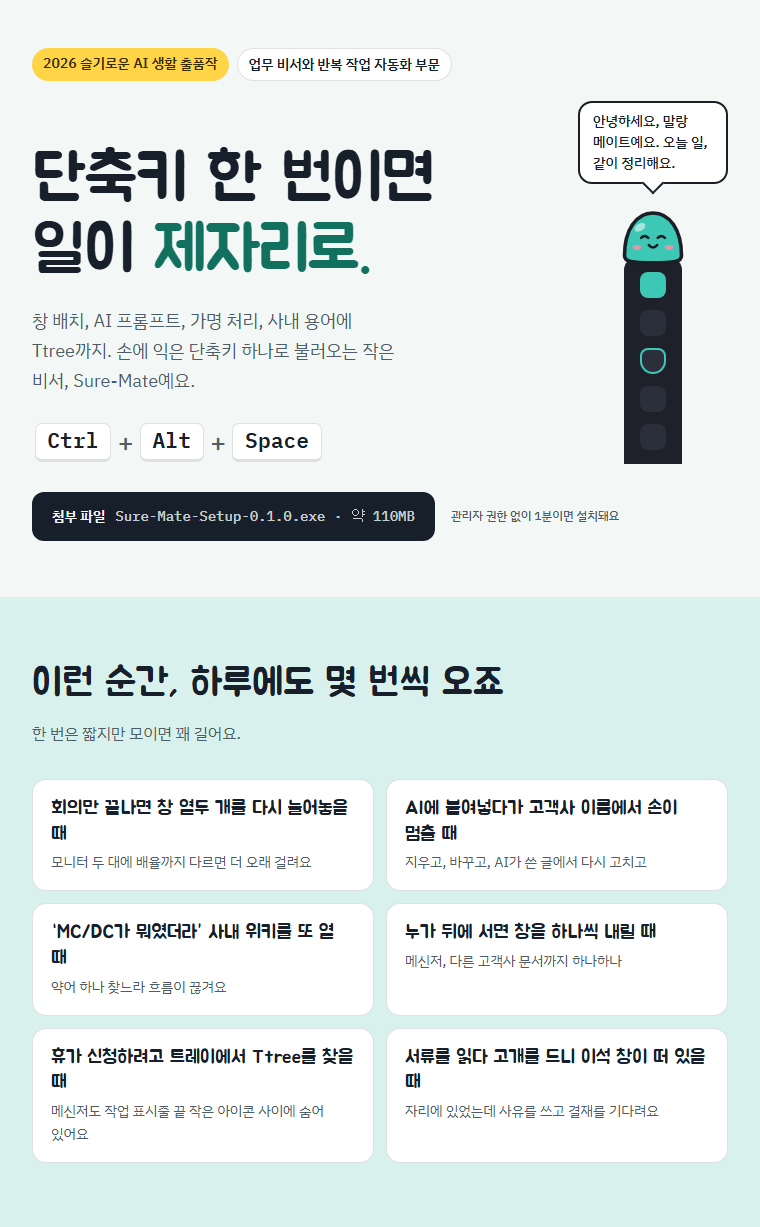 2026 슬기로운 AI 생활 출품작
업무 비서와 반복 작업 자동화 부문
안녕하세요, 말랑
메이트예요. 오늘 일,
같이 정리해요.
단축키 한 번이면
일이 제자리로.
창 배치, AI 프롬프트, 가명 처리, 사내 용어에
Ttree까지. 손에 익은 단축키 하나로 불러오는 작은
비서, Sure-Mate예요.
Ctrl + Alt + Space
첨부 파일 Sure-Mate-Setup-0.1.0.exe · 약 110MB
관리자 권한 없이 1분이면 설치돼요
이런 순간, 하루에도 몇 번씩 오죠
한 번은 짧지만 모이면 꽤 길어요.
회의만 끝나면 창 열두 개를 다시 늘어놓을
때
모니터 두 대에 배율까지 다르면 더 오래 걸려요
AI에 붙여넣다가 고객사 이름에서 손이
멈출 때
지우고, 바꾸고, AI가 쓴 글에서 다시 고치고
'MC/DC가 뭐였더라' 사내 위키를 또 열
때
약어 하나 찾느라 흐름이 끊겨요
누가 뒤에 서면 창을 하나씩 내릴 때
메신저, 다른 고객사 문서까지 하나하나
휴가 신청하려고 트레이에서 Ttree를 찾을
때
메신저도 작업 표시줄 끝 작은 아이콘 사이에 숨어
있어요
서류를 읽다 고개를 드니 이석 창이 떠 있을
때
자리에 있었는데 사유를 쓰고 결재를 기다려요